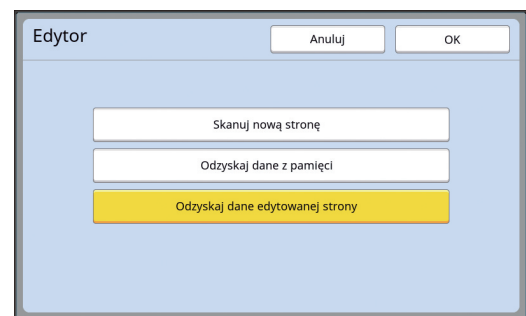 Edytor
Anuluj
OK
Skanuj nową stronę
Odzyskaj dane z pamięci
Odzyskaj dane edytowanej strony